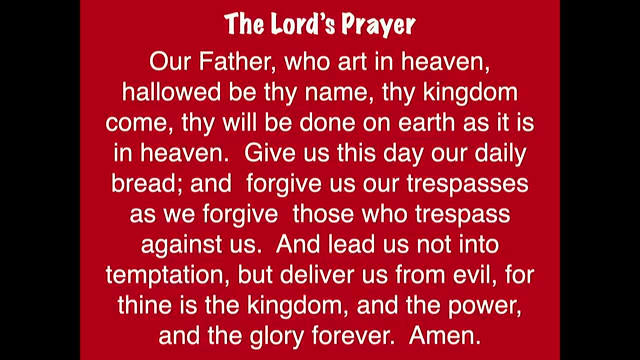 The Lord's Prayer
Our Father, who art in heaven,
hallowed be thy name, thy kingdom
come, thy will be done on earth as it is
in heaven.  Give us this day our daily
bread; and  forgive us our trespasses
as we forgive  those who trespass
against us.  And lead us not into
temptation, but deliver us from evil, for
thine is the kingdom, and the power,
and the glory forever.  Amen.